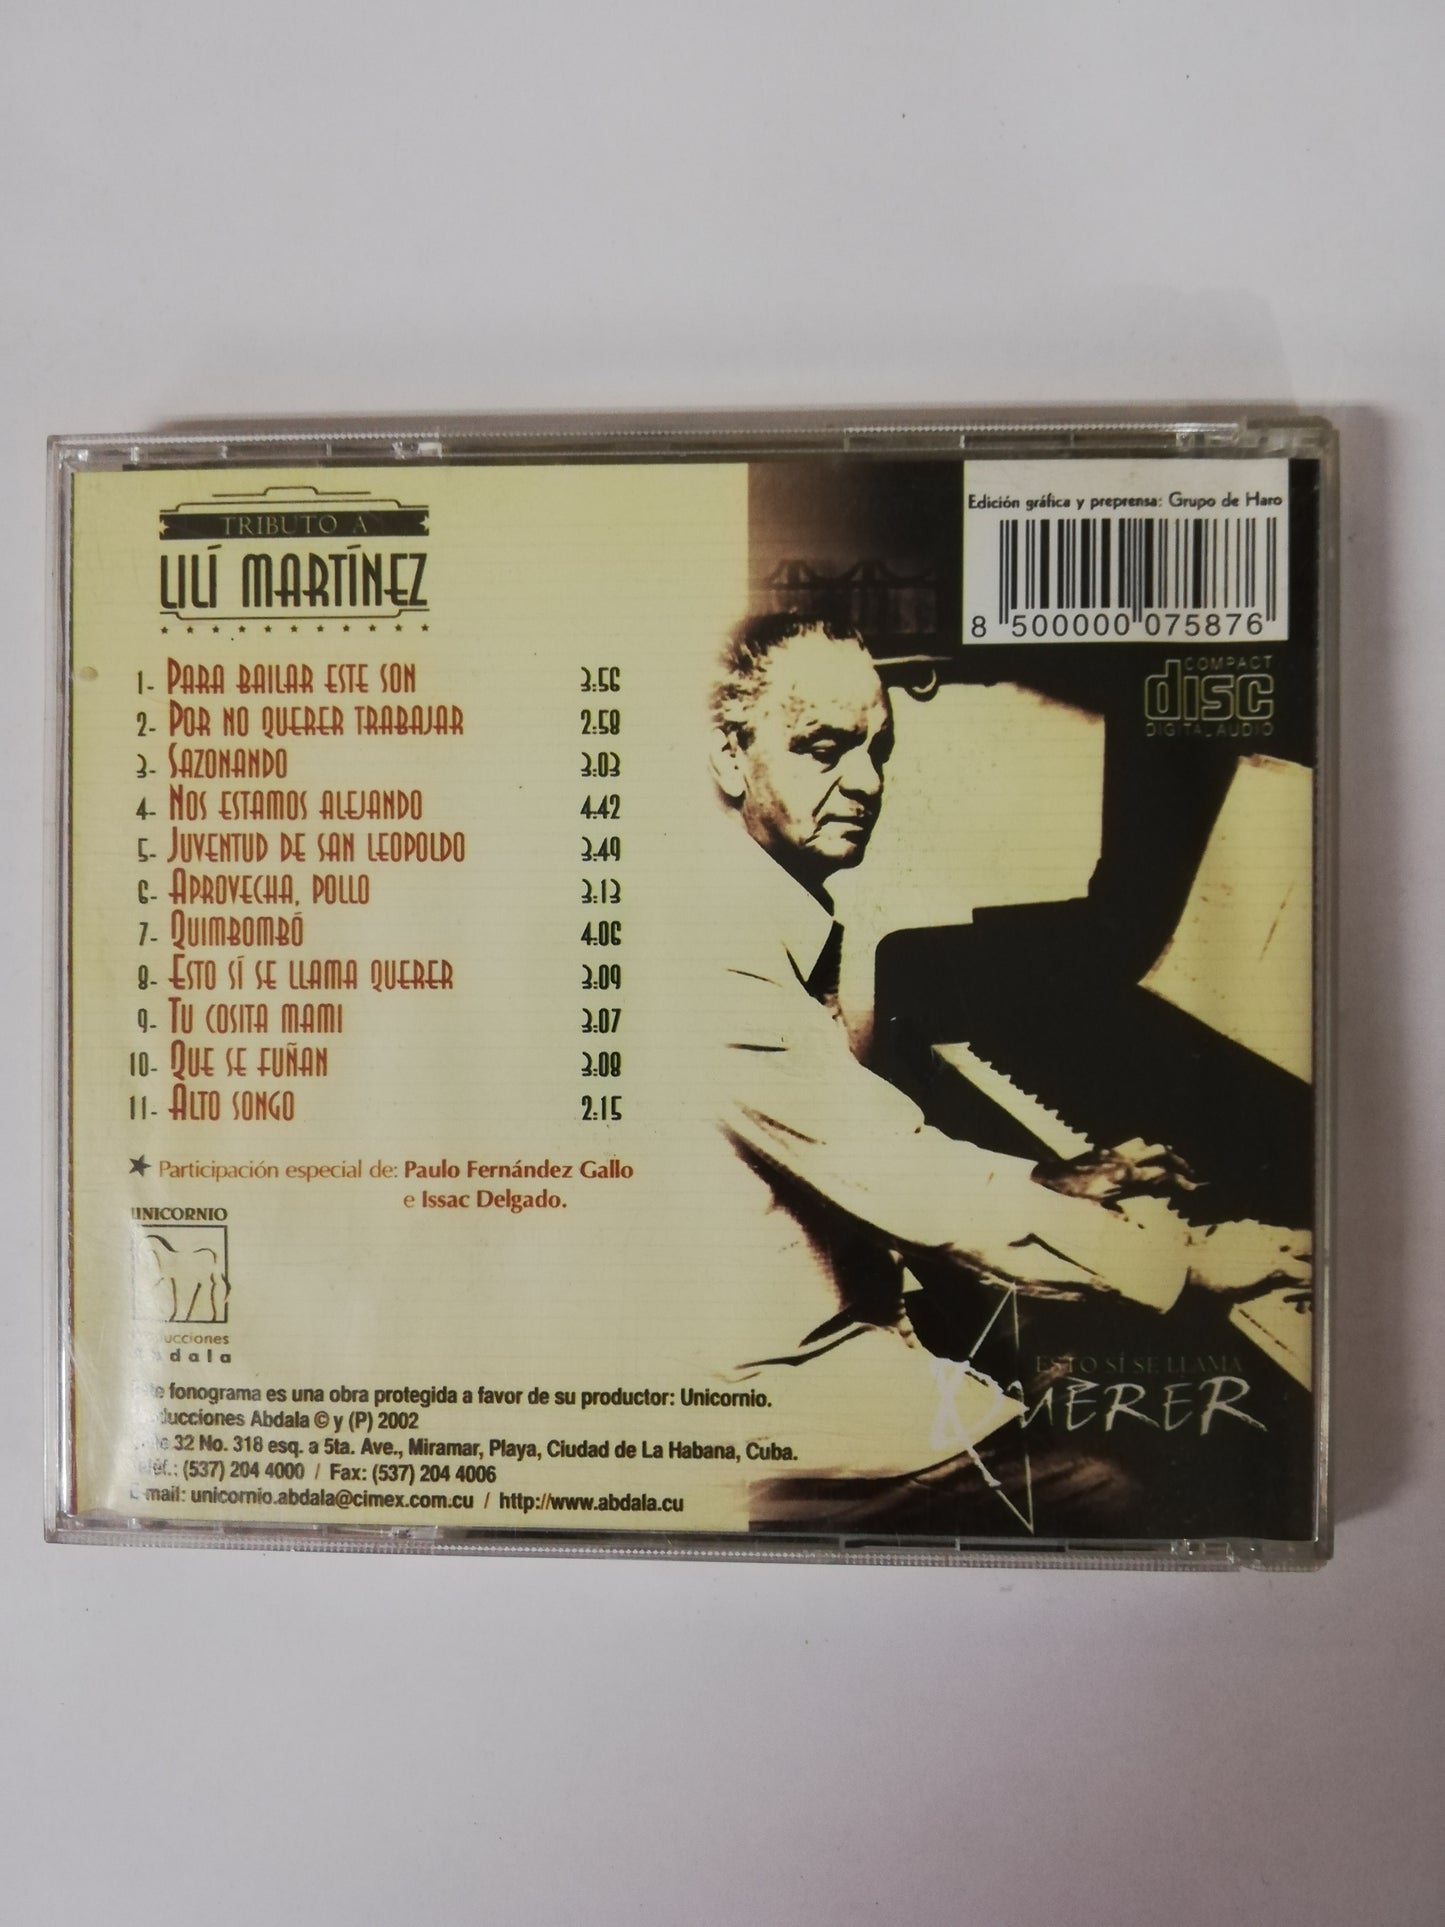 TRIBUTO A
LILÍ MARTÍNEZ
1- PARA BAILAR ESTE SON 3:56
2- POR NO QUERER TRABAJAR 2:58
3- SAZONANDO 3:03
4- NOS ESTAMOS ALEJANDO 4:42
5- JUVENTUD DE SAN LEOPOLDO 3:49
6- APROVECHA, POLLO 3:13
7- QUIMBOMBÓ 4:06
8- ESTO SÍ SE LLAMA QUERER 3:09
9- TU COSITA MAMI 3:07
10- QUE SE FUÑAN 3:08
11- ALTO SONGO 2:15
★ Participación especial de: Paulo Fernández Gallo
e Issac Delgado.
UNICORNIO
fonograma es una obra protegida a favor de su productor: Unicornio.
Abdala © y (P) 2002
32 No. 318 esq. a 5ta. Ave., Miramar, Playa, Ciudad de La Habana, Cuba.
(537) 204 4000 / Fax: (537) 204 4006
E-mail: unicornio.abdala@cimex.com.cu / http://www.abdala.cu
Edición gráfica y preprensa: Grupo de Haro
8 500000 075876
COMPACT
disc
DIGITAL AUDIO
ESTO SÍ SE LLAMA
QUERER